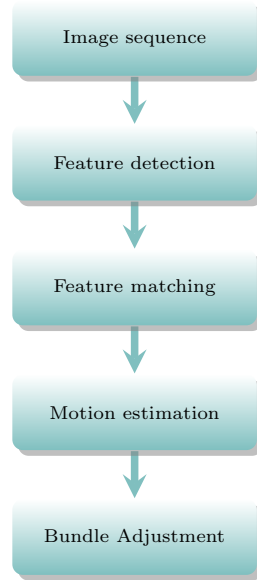 Image sequence
Feature detection
Feature matching
Motion estimation
Bundle Adjustment